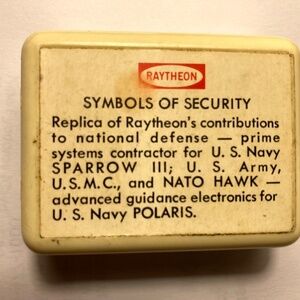 RAYTHEON
SYMBOLS OF SECURITY
Replica of Raytheon's contributions
to national defense — prime
systems contractor for U. S. Navy
SPARROW III; U. S. Army,
U.S.M.C., and NATO HAWK —
advanced guidance electronics for
U. S. Navy POLARIS.